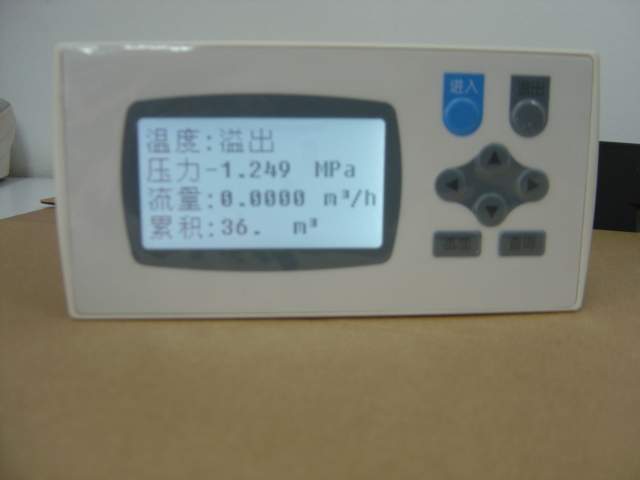 温度:溢出
压力-1.249 MPa
流量:0.0000 m³/h
累积:36. m³
进入